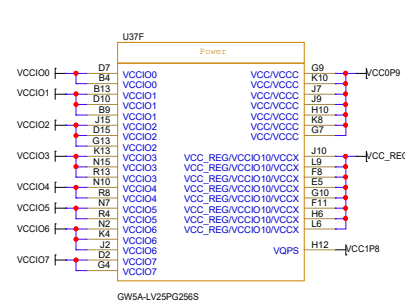 U37F
Power
VCCIO0 D7 VCCIO0 VCC/VCCC G9 VCC0P9
B4 VCCIO0 VCC/VCCC K10
VCCIO1 B13 VCCIO1 VCC/VCCC J7
D10 VCCIO1 VCC/VCCC J9
B9 VCCIO1 VCC/VCCC H10
VCCIO2 J15 VCCIO2 VCC/VCCC K8
D15 VCCIO2 VCC/VCCC G7
G13 VCCIO2
VCCIO3 K13 VCCIO3 VCC_REG/VCCIO10/VCCX J10 VCC_REG
N15 VCCIO3 VCC_REG/VCCIO10/VCCX L9
R13 VCCIO3 VCC_REG/VCCIO10/VCCX F8
VCCIO4 N10 VCCIO4 VCC_REG/VCCIO10/VCCX E5
R8 VCCIO4 VCC_REG/VCCIO10/VCCX G10
VCCIO5 N7 VCCIO5 VCC_REG/VCCIO10/VCCX F11
R4 VCCIO5 VCC_REG/VCCIO10/VCCX H6
VCCIO6 N2 VCCIO6 VCC_REG/VCCIO10/VCCX L6
K4 VCCIO6
J2 VCCIO6 VQPS H12 VCC1P8
VCCIO7 D2 VCCIO7
G4 VCCIO7
GW5A-LV25PG256S